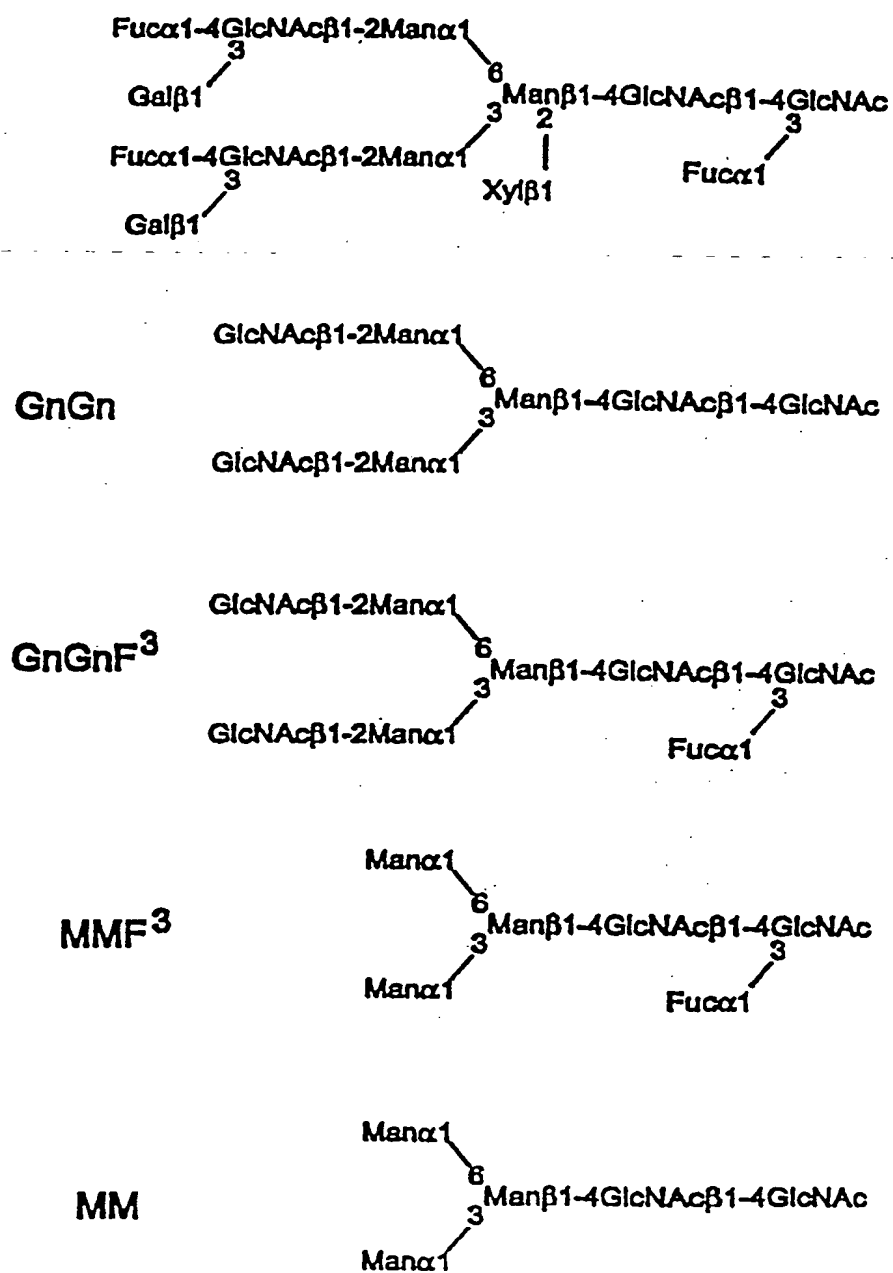 Fucα1-4GlcNAcβ1-2Manα1
3
6
Galβ1
Manβ1-4GlcNAcβ1-4GlcNAc
3
2
3
Fucα1-4GlcNAcβ1-2Manα1
3
Fucα1
Xylβ1
Galβ1
GlcNAcβ1-2Manα1
6
GnGn
Manβ1-4GlcNAcβ1-4GlcNAc
3
GlcNAcβ1-2Manα1
GlcNAcβ1-2Manα1
6
GnGnF³
Manβ1-4GlcNAcβ1-4GlcNAc
3
3
GlcNAcβ1-2Manα1
Fucα1
Manα1
6
MMF³
Manβ1-4GlcNAcβ1-4GlcNAc
3
3
Manα1
Fucα1
Manα1
6
MM
Manβ1-4GlcNAcβ1-4GlcNAc
3
Manα1